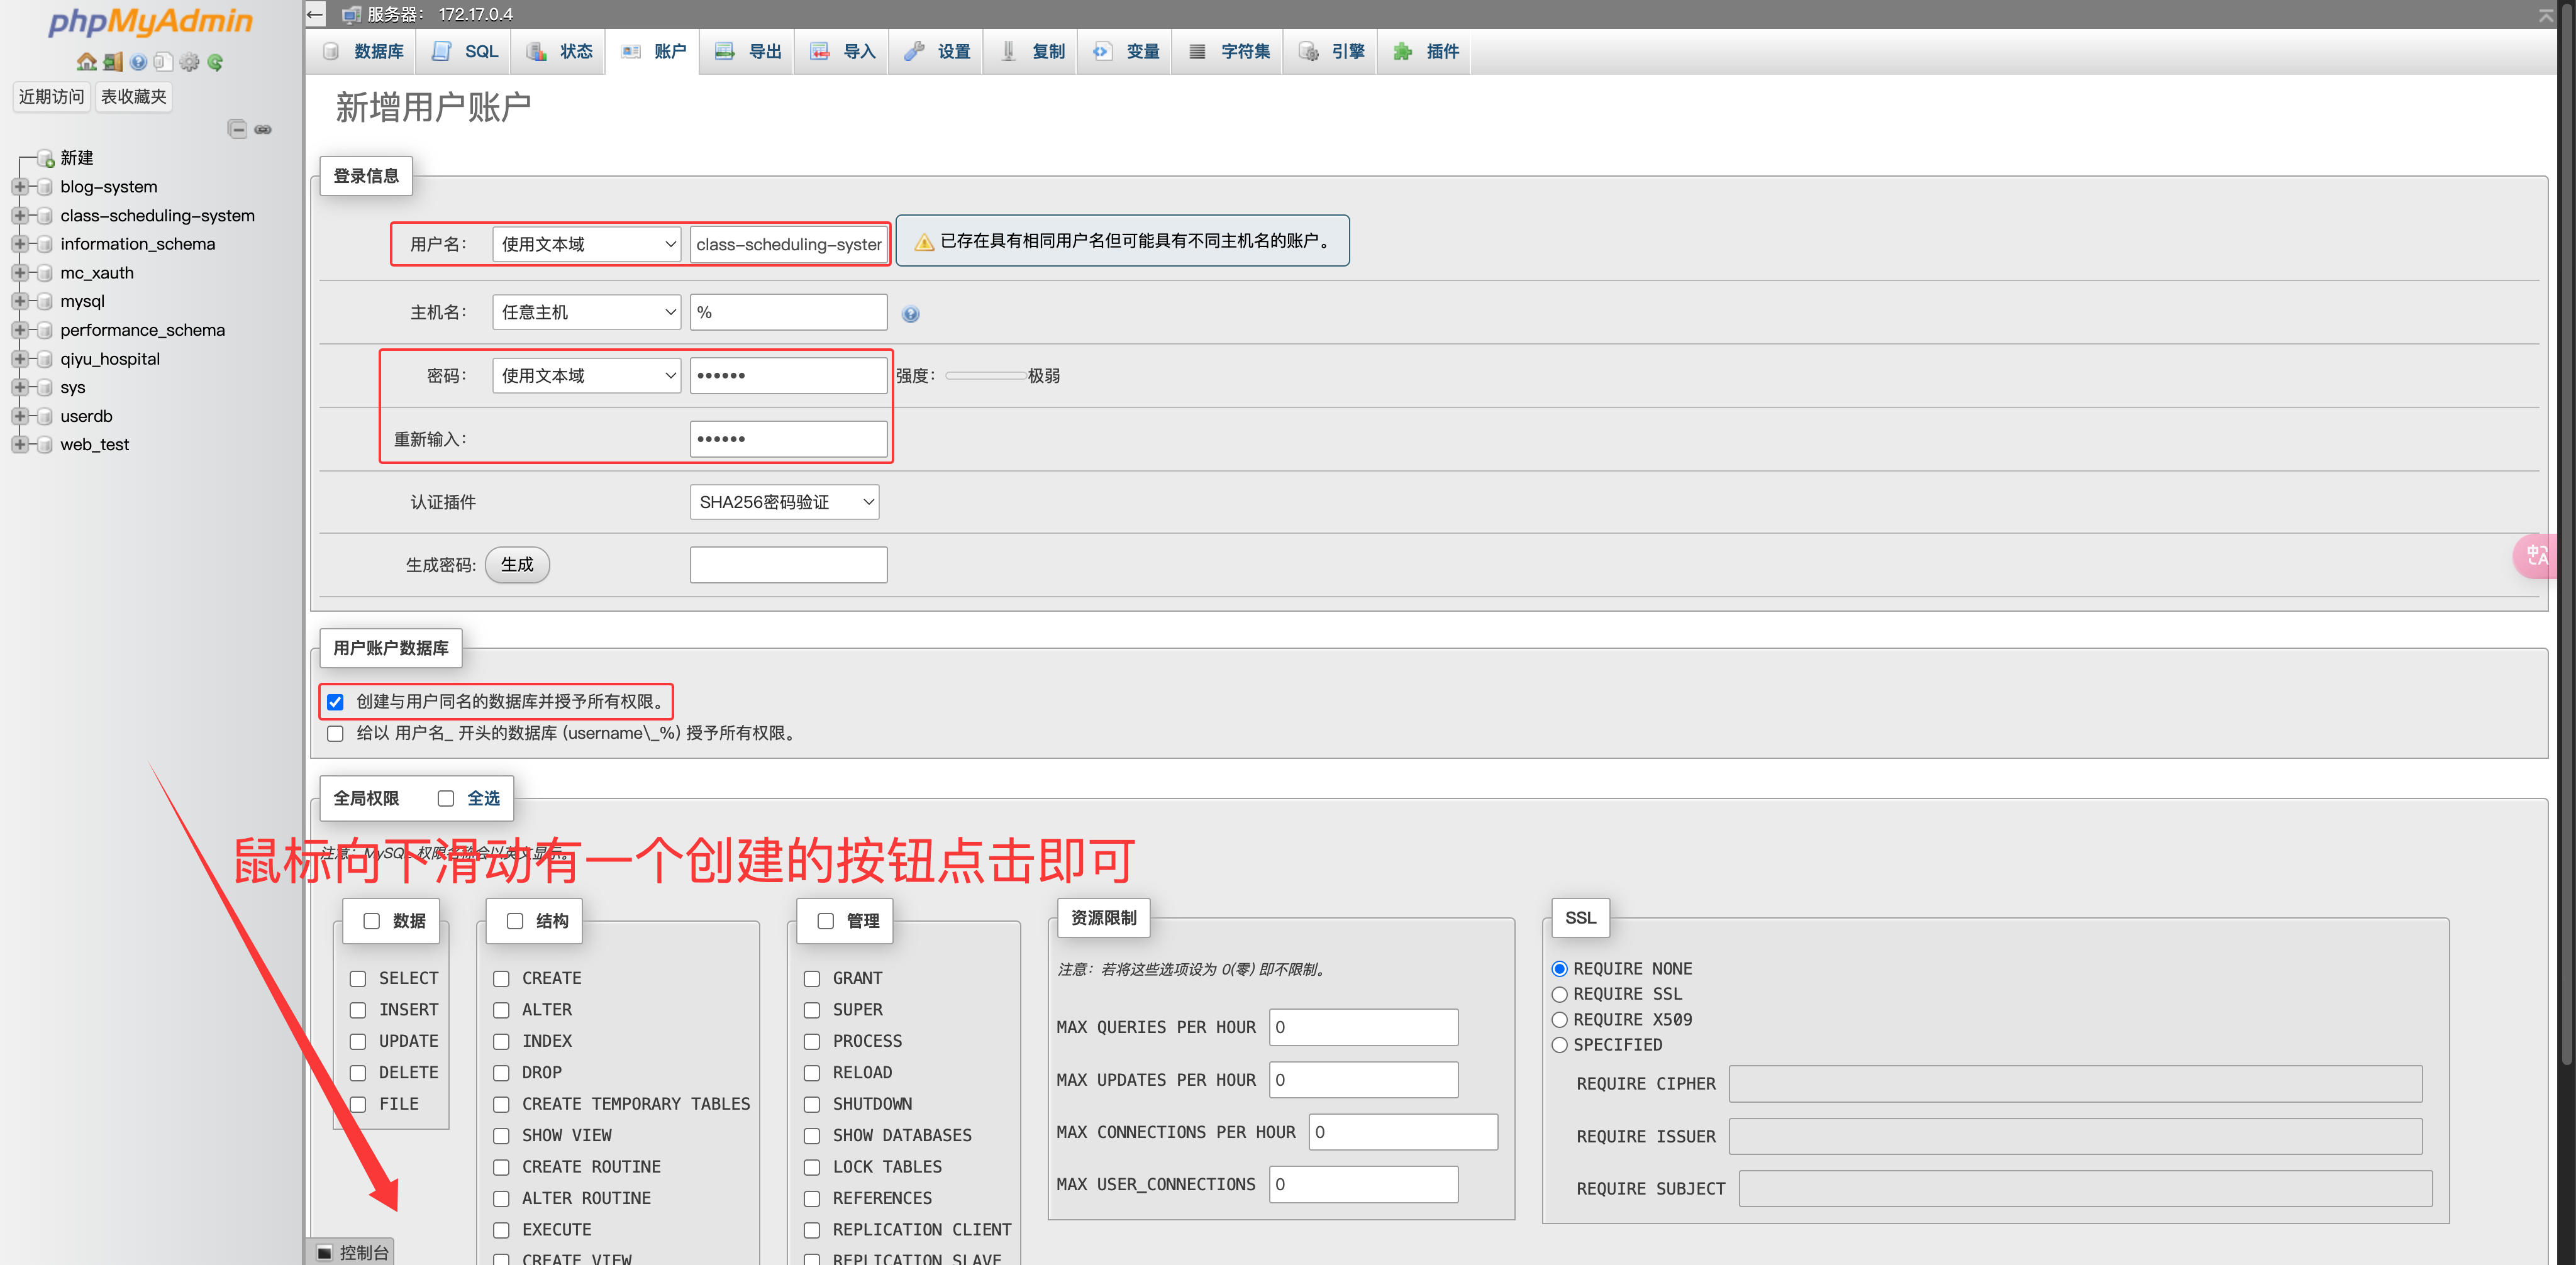 phpMyAdmin
近期访问 表收藏夹
新建
blog-system
class-scheduling-system
information_schema
mc_xauth
mysql
performance_schema
qiyu_hospital
sys
userdb
web_test
服务器： 172.17.0.4
数据库 SQL 状态 账户 导出 导入 设置 复制 变量 字符集 引擎 插件
新增用户账户
登录信息
用户名： 使用文本域 class-scheduling-syster 已存在具有相同用户名但可能具有不同主机名的账户。
主机名： 任意主机 %
密码： 使用文本域 •••••• 强度： 极弱
重新输入： ••••••
认证插件 SHA256密码验证
生成密码: 生成
中A
用户账户数据库
创建与用户同名的数据库并授予所有权限。
给以 用户名_ 开头的数据库 (username\_%) 授予所有权限。
全局权限 全选
注意：MySQL 权限名称会以英文显示。
鼠标向下滑动有一个创建的按钮点击即可
数据
SELECT
INSERT
UPDATE
DELETE
FILE
结构
CREATE
ALTER
INDEX
DROP
CREATE TEMPORARY TABLES
SHOW VIEW
CREATE ROUTINE
ALTER ROUTINE
EXECUTE
CREATE VIEW
管理
GRANT
SUPER
PROCESS
RELOAD
SHUTDOWN
SHOW DATABASES
LOCK TABLES
REFERENCES
REPLICATION CLIENT
REPLICATION SLAVE
资源限制
注意：若将这些选项设为 0(零) 即不限制。
MAX QUERIES PER HOUR 0
MAX UPDATES PER HOUR 0
MAX CONNECTIONS PER HOUR 0
MAX USER_CONNECTIONS 0
SSL
REQUIRE NONE
REQUIRE SSL
REQUIRE X509
SPECIFIED
REQUIRE CIPHER
REQUIRE ISSUER
REQUIRE SUBJECT
控制台